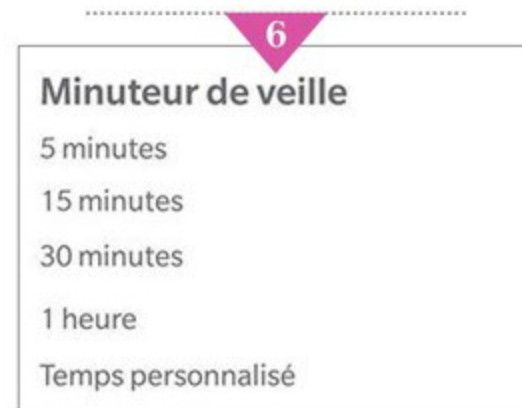 6
Minuteur de veille
5 minutes
15 minutes
30 minutes
1 heure
Temps personnalisé